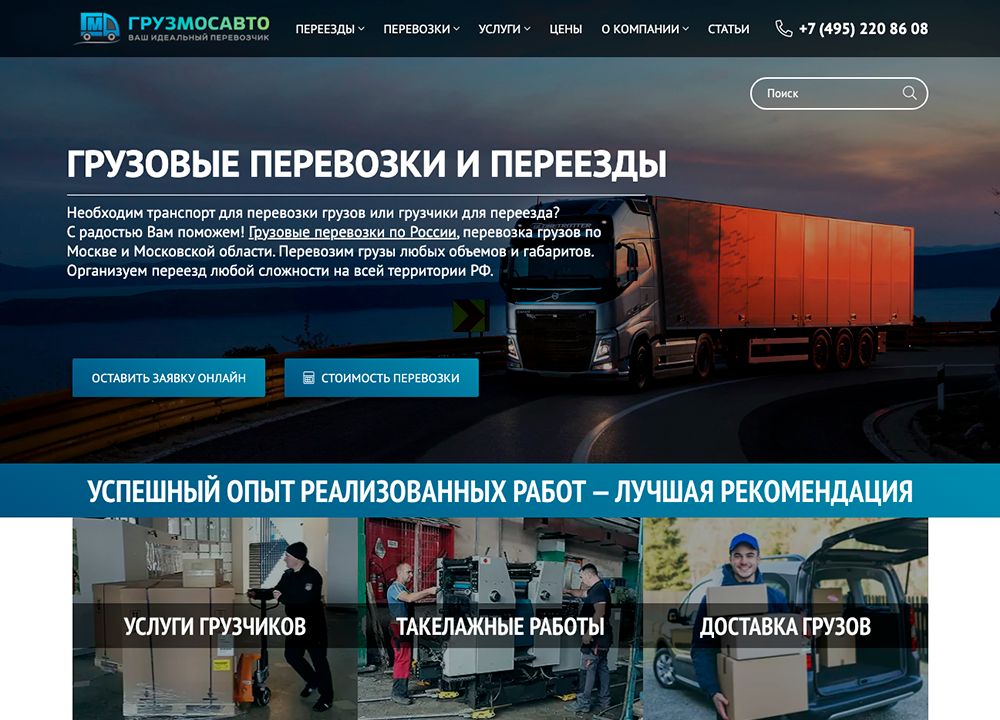 ГРУЗМОСАВТО
ВАШ ИДЕАЛЬНЫЙ ПЕРЕВОЗЧИК
ПЕРЕЕЗДЫ ПЕРЕВОЗКИ УСЛУГИ ЦЕНЫ О КОМПАНИИ СТАТЬИ +7 (495) 220 86 08
Поиск
ГРУЗОВЫЕ ПЕРЕВОЗКИ И ПЕРЕЕЗДЫ
Необходим транспорт для перевозки грузов или грузчики для переезда?
С радостью Вам поможем! Грузовые перевозки по России, перевозка грузов по
Москве и Московской области. Перевозим грузы любых объемов и габаритов.
Организуем переезд любой сложности на всей территории РФ.
ОСТАВИТЬ ЗАЯВКУ ОНЛАЙН СТОИМОСТЬ ПЕРЕВОЗКИ
УСПЕШНЫЙ ОПЫТ РЕАЛИЗОВАННЫХ РАБОТ – ЛУЧШАЯ РЕКОМЕНДАЦИЯ
УСЛУГИ ГРУЗЧИКОВ ТАКЕЛАЖНЫЕ РАБОТЫ ДОСТАВКА ГРУЗОВ